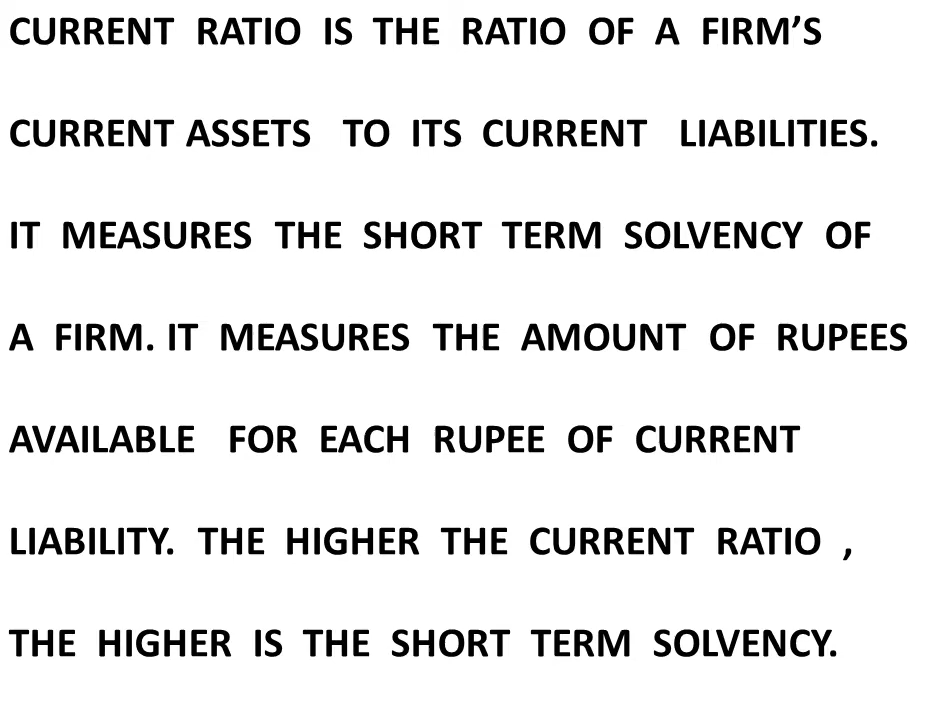 CURRENT RATIO IS THE RATIO OF A FIRM’S
CURRENT ASSETS TO ITS CURRENT LIABILITIES.
IT MEASURES THE SHORT TERM SOLVENCY OF
A FIRM. IT MEASURES THE AMOUNT OF RUPEES
AVAILABLE FOR EACH RUPEE OF CURRENT
LIABILITY. THE HIGHER THE CURRENT RATIO ,
THE HIGHER IS THE SHORT TERM SOLVENCY.